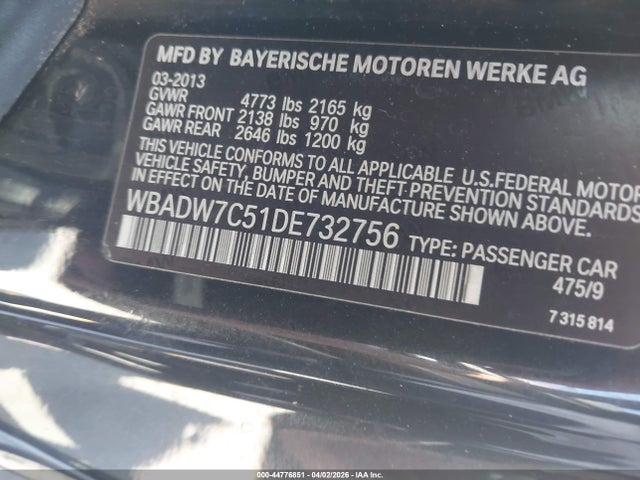 MFD BY BAYERISCHE MOTOREN WERKE AG
03-2013
GVWR 4773 lbs 2165 kg
GAWR FRONT 2138 lbs 970 kg
GAWR REAR 2646 lbs 1200 kg
THIS VEHICLE CONFORMS TO ALL APPLICABLE U.S.FEDERAL MOTOR
VEHICLE SAFETY, BUMPER AND THEFT PREVENTION STANDARDS
IN EFFECT ON THE DATE OF MANUFACTURE SHOWN ABOVE.
WBADW7C51DE732756 TYPE: PASSENGER CAR
475/9
7 315 814
000-44776851 | 04/02/2026 | IAA Inc.